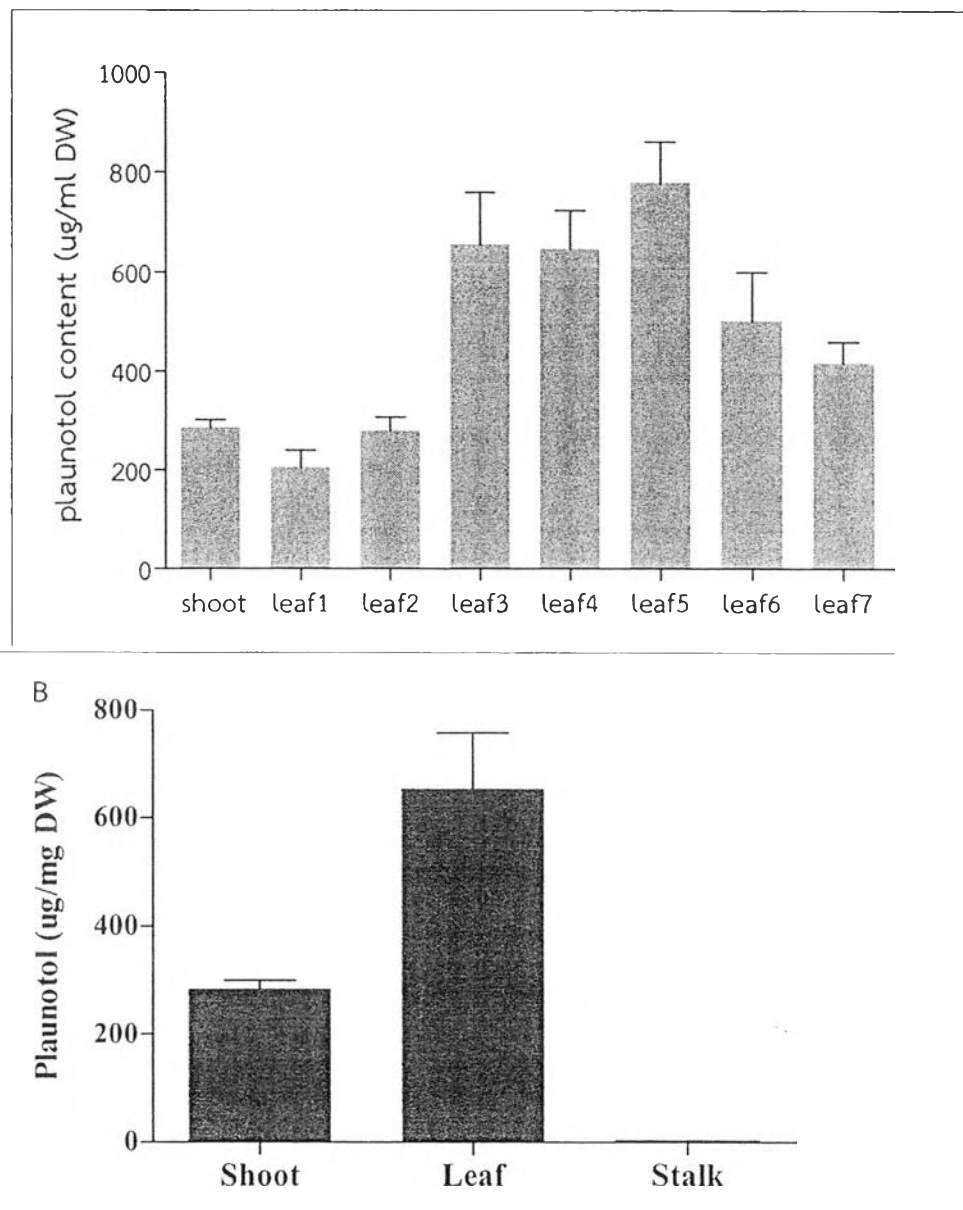 plaunotol content (ug/ml DW)
1000
800
600
400
200
0
shoot leaf1 leaf2 leaf3 leaf4 leaf5 leaf6 leaf7
B
Plaunotol (ug/mg DW)
800
600
400
200
0
Shoot Leaf Stalk